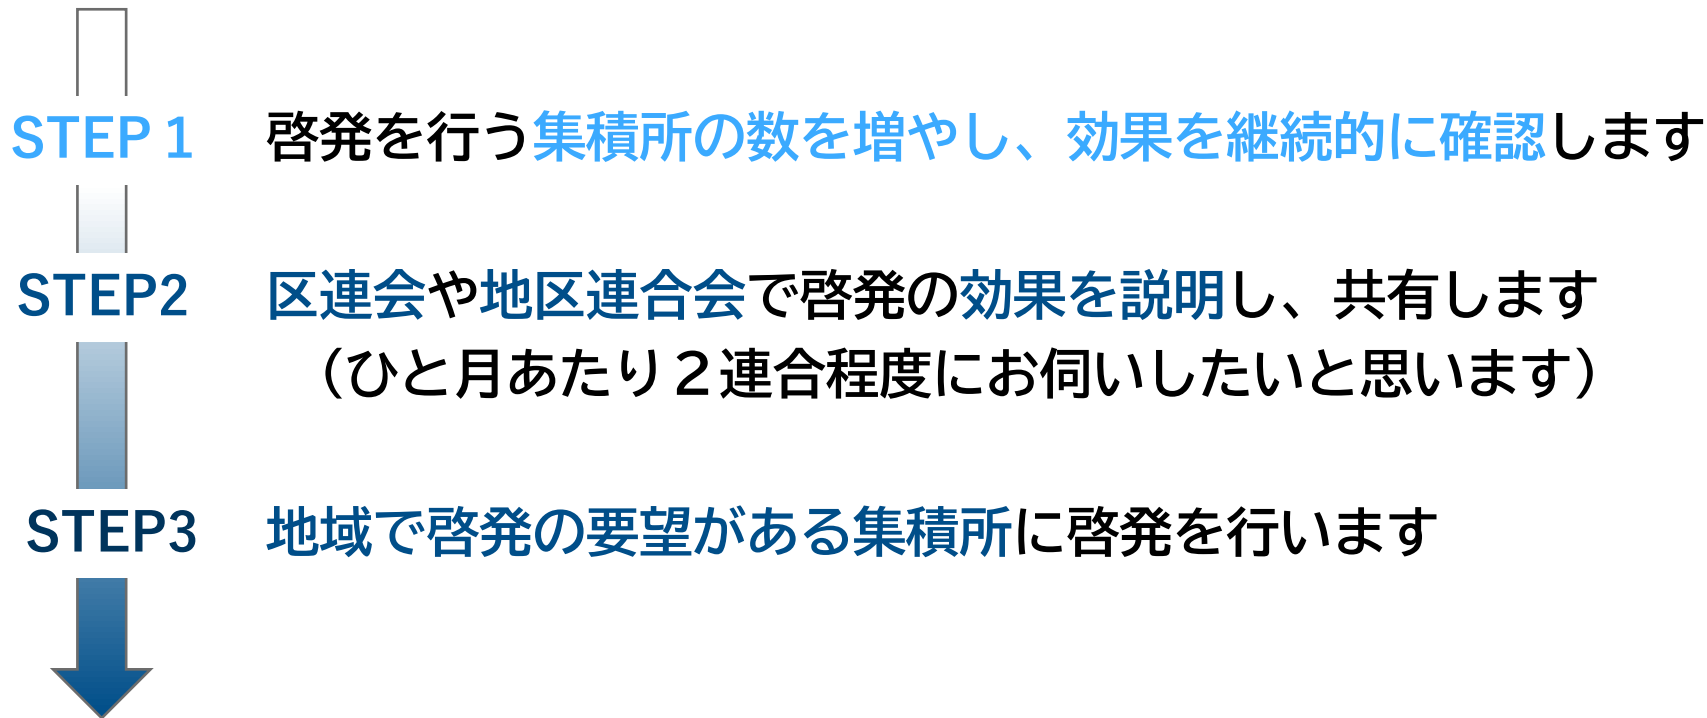 STEP１ 啓発を行う集積所の数を増やし、効果を継続的に確認します
STEP2 区連会や地区連合会で啓発の効果を説明し、共有します
（ひと月あたり２連合程度にお伺いしたいと思います）
STEP3 地域で啓発の要望がある集積所に啓発を行います